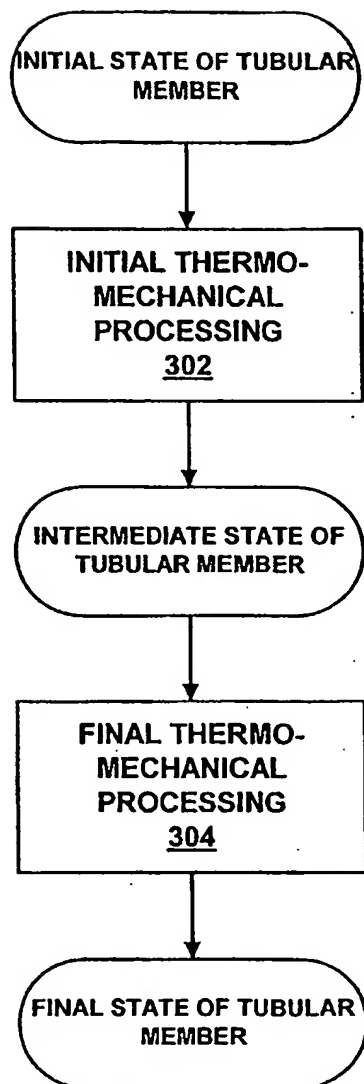 INITIAL STATE OF TUBULAR
MEMBER
INITIAL THERMO-
MECHANICAL
PROCESSING
302
INTERMEDIATE STATE OF
TUBULAR MEMBER
FINAL THERMO-
MECHANICAL
PROCESSING
304
FINAL STATE OF TUBULAR
MEMBER